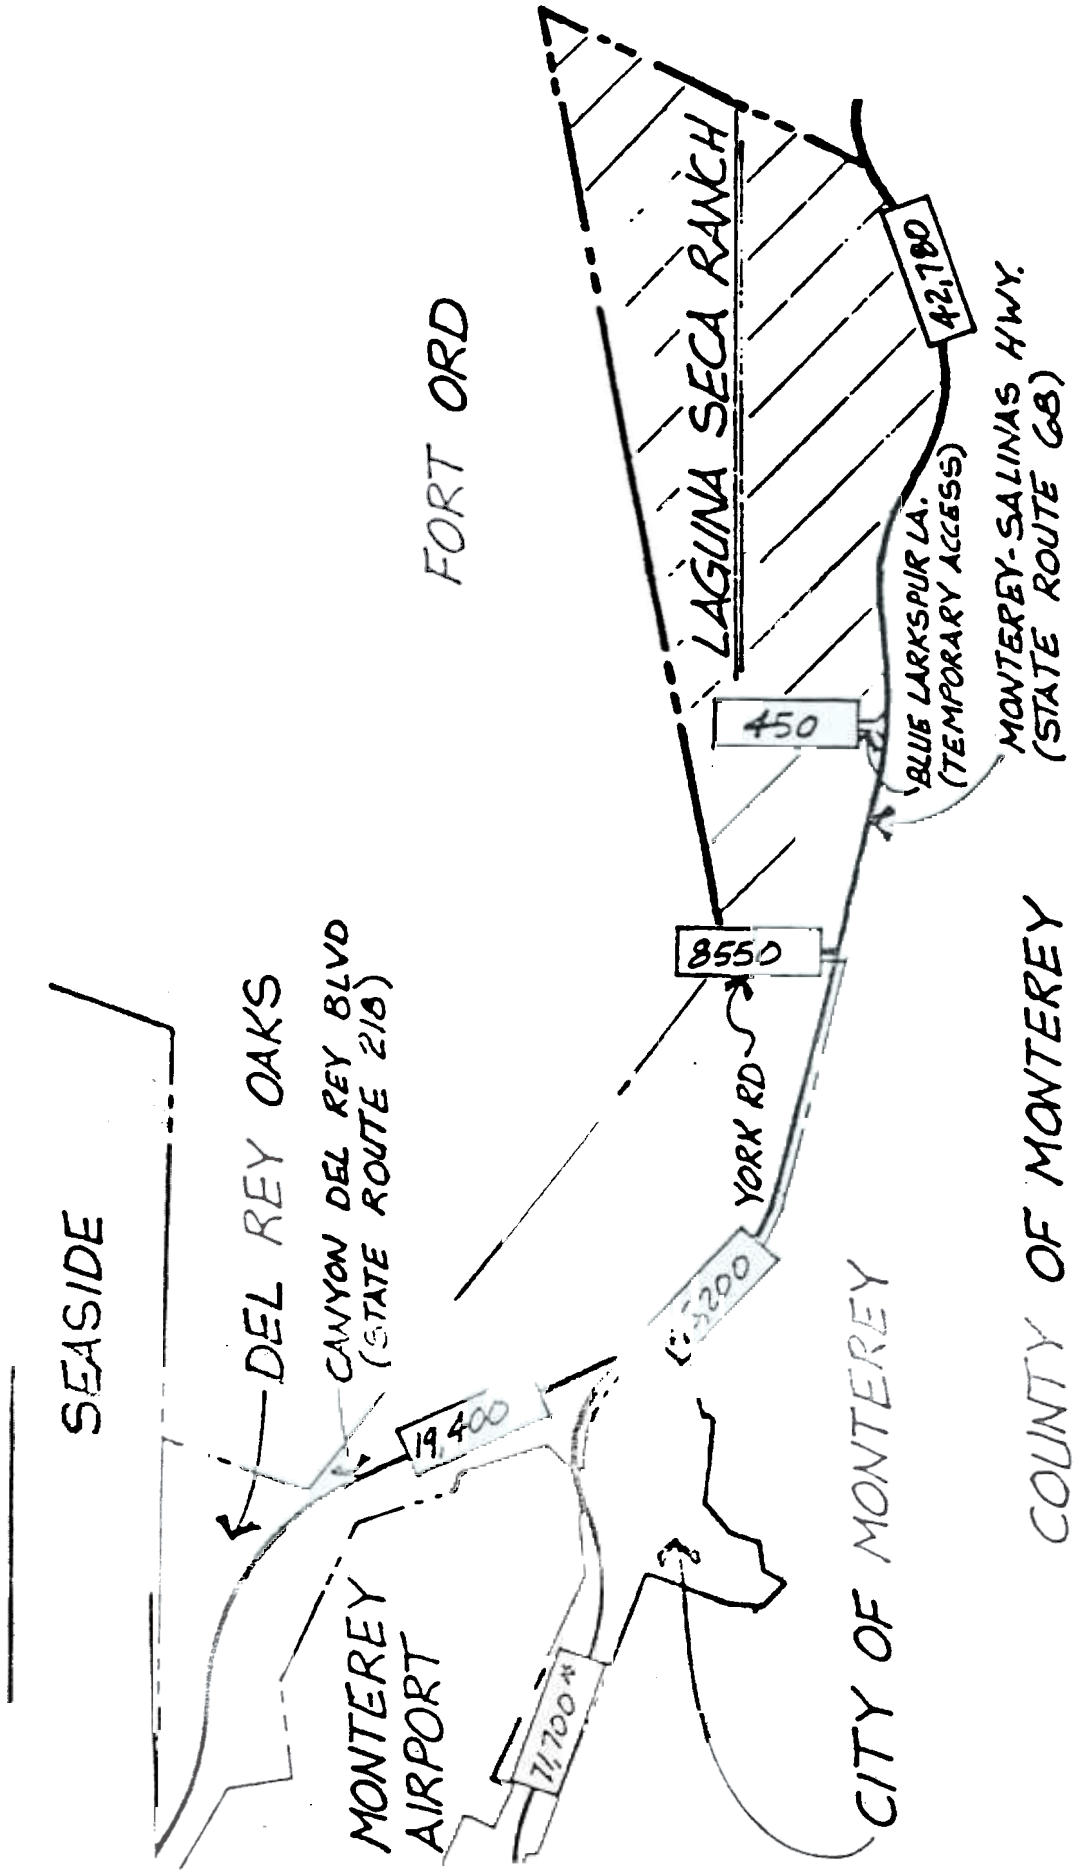 SEASIDE
DEL REY OAKS
CANYON DEL REY BLVD
(STATE ROUTE 218)
FORT ORD
MONTEREY
AIRPORT
19,400
71,700*
YORK RD
8550
450
LAGUNA SECA RANCH
42,780
BLUE LARKSPUR LA.
(TEMPORARY ACCESS)
MONTEREY-SALINAS HWY.
(STATE ROUTE 68)
CITY OF MONTEREY
COUNTY OF MONTEREY